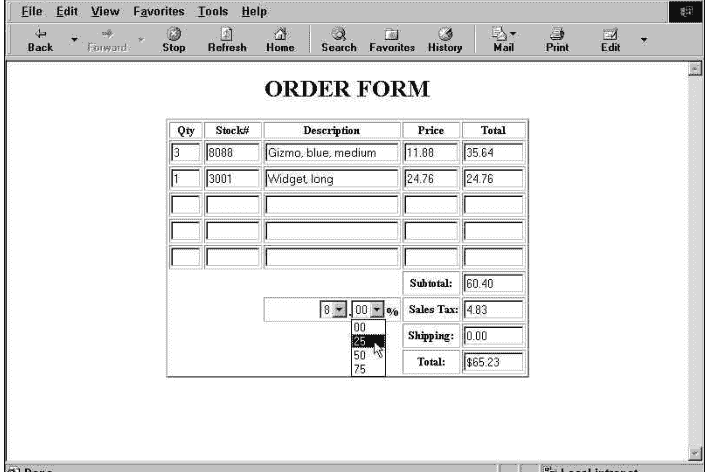 File Edit View Favorites Tools Help
Back Forward Stop Refresh Home Search Favorites History Mail Print Edit
ORDER FORM
Qty Stock# Description Price Total
3 8088 Gizmo, blue, medium 11.88 35.64
1 3001 Widget, long 24.76 24.76
Subtotal: 60.40
8 . 00 % Sales Tax: 4.83
00
25
50
75
Shipping: 0.00
Total: $65.23
Done Local intranet